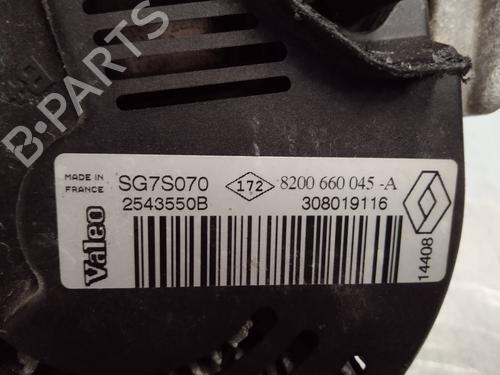 B-PARTS
MADE IN FRANCE
SG7S070
172
8200 660 045 -A
2543550B
308019116
Valeo
14408